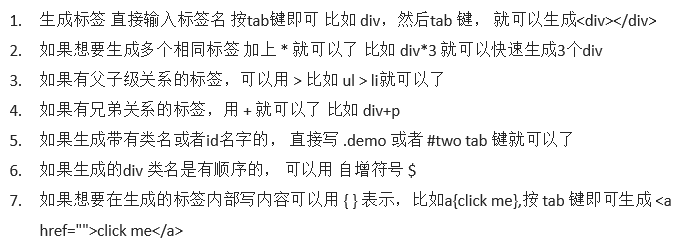 1. 生成标签 直接输入标签名 按tab键即可 比如 div，然后tab 键， 就可以生成<div></div>
2. 如果想要生成多个相同标签 加上 * 就可以了 比如 div*3 就可以快速生成3个div
3. 如果有父子级关系的标签，可以用 > 比如 ul > li就可以了
4. 如果有兄弟关系的标签，用 + 就可以了 比如 div+p
5. 如果生成带有类名或者id名字的， 直接写 .demo 或者 #two tab 键就可以了
6. 如果生成的div 类名是有顺序的， 可以用 自增符号 $
7. 如果想要在生成的标签内部写内容可以用 { } 表示，比如a{click me},按 tab 键即可生成 <a
href="">click me</a>